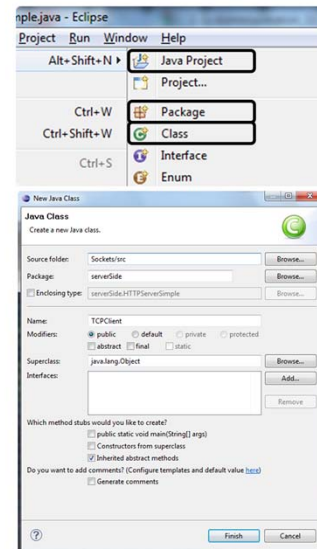 mple.java - Eclipse
Project Run Window Help
Alt+Shift+N Java Project
Project...
Ctrl+W Package
Ctrl+Shift+W Class
Interface
Ctrl+S
Enum
New Java Class
Java Class
Create a new Java class.
Source folder: Sockets/src Browse...
Package: serverSide Browse...
Enclosing type: serverSide.HTTPServerSimple Browse...
Name: TCPClient
Modifiers: public default private protected
abstract final static
Superclass: java.lang.Object Browse...
Interfaces: Add...
Remove
Which method stubs would you like to create?
public static void main(String[] args)
Constructors from superclass
Inherited abstract methods
Do you want to add comments? (Configure templates and default value here)
Generate comments
? Finish Cancel